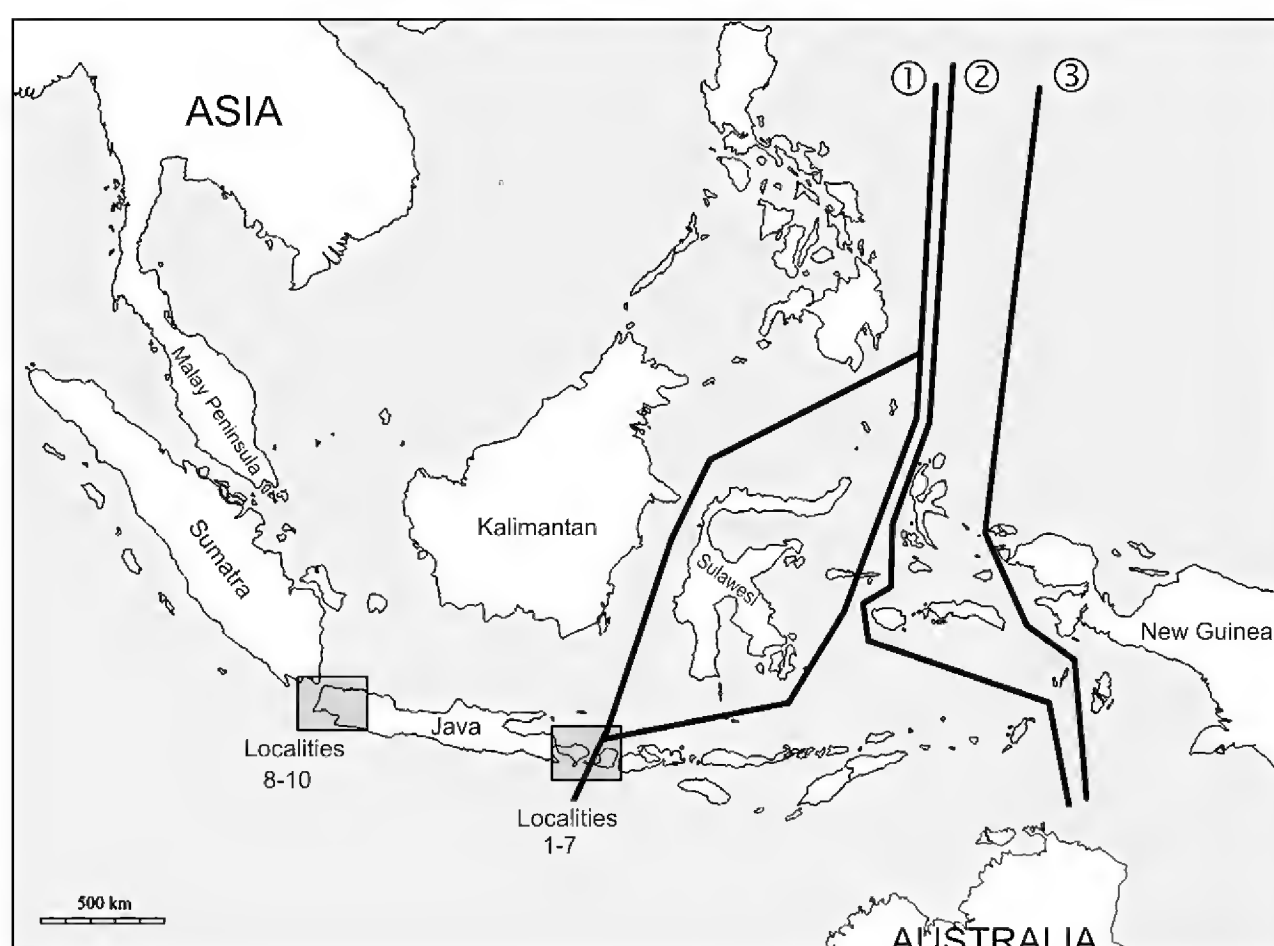 ① ② ③
ASIA
Malay Peninsula
Sumatra
Kalimantan
Sulawesi
New Guinea
Java
Localities
8-10
Localities
1-7
500 km
AUSTRALIA